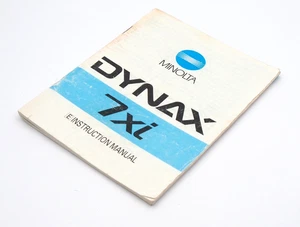 MINOLTA
DYNAX
7xi
E INSTRUCTION MANUAL